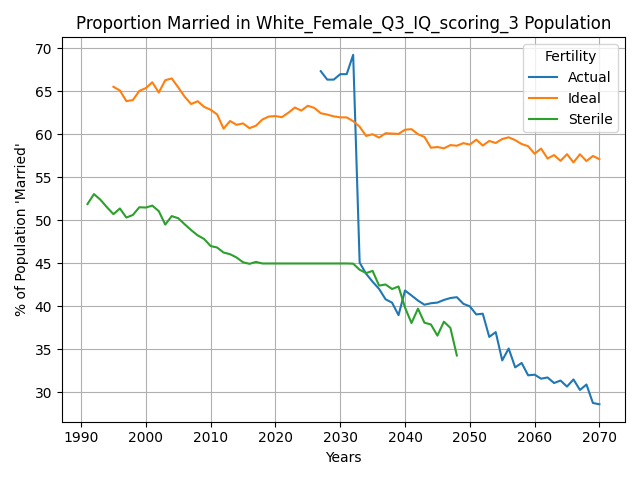 Proportion Married in White_Female_Q3_IQ_scoring_3 Population
Fertility
Actual
Ideal
Sterile
% of Population 'Married'
70
65
60
55
50
45
40
35
30
1990
2000
2010
2020
2030
2040
2050
2060
2070
Years